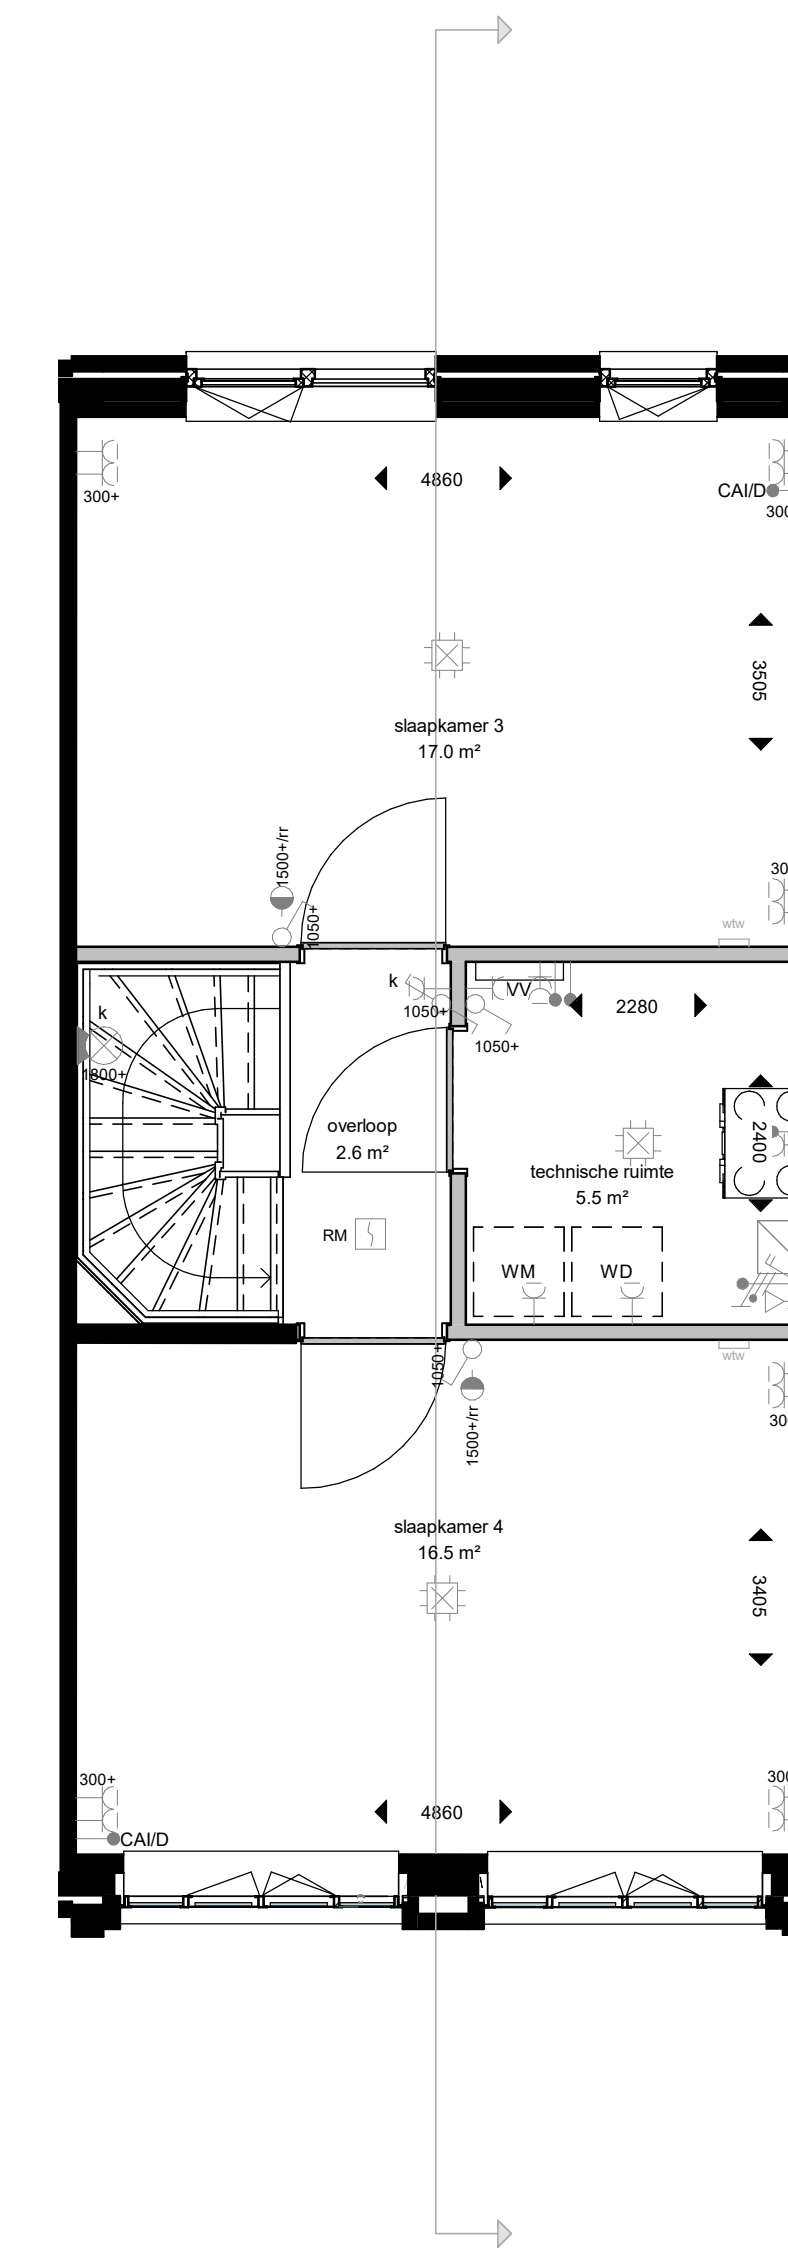 4860
300+
CAI/D
300
3505
slaapkamer 3
17.0 m²
1500+/rr
1050+
30
wtw
k
k
VV
1050+
2280
1050+
1800+
overloop
2.6 m²
2400
technische ruimte
5.5 m²
RM
WM
WD
1050+
wtw
1500+/rr
30
slaapkamer 4
16.5 m²
3405
300+
300
4860
CAI/D